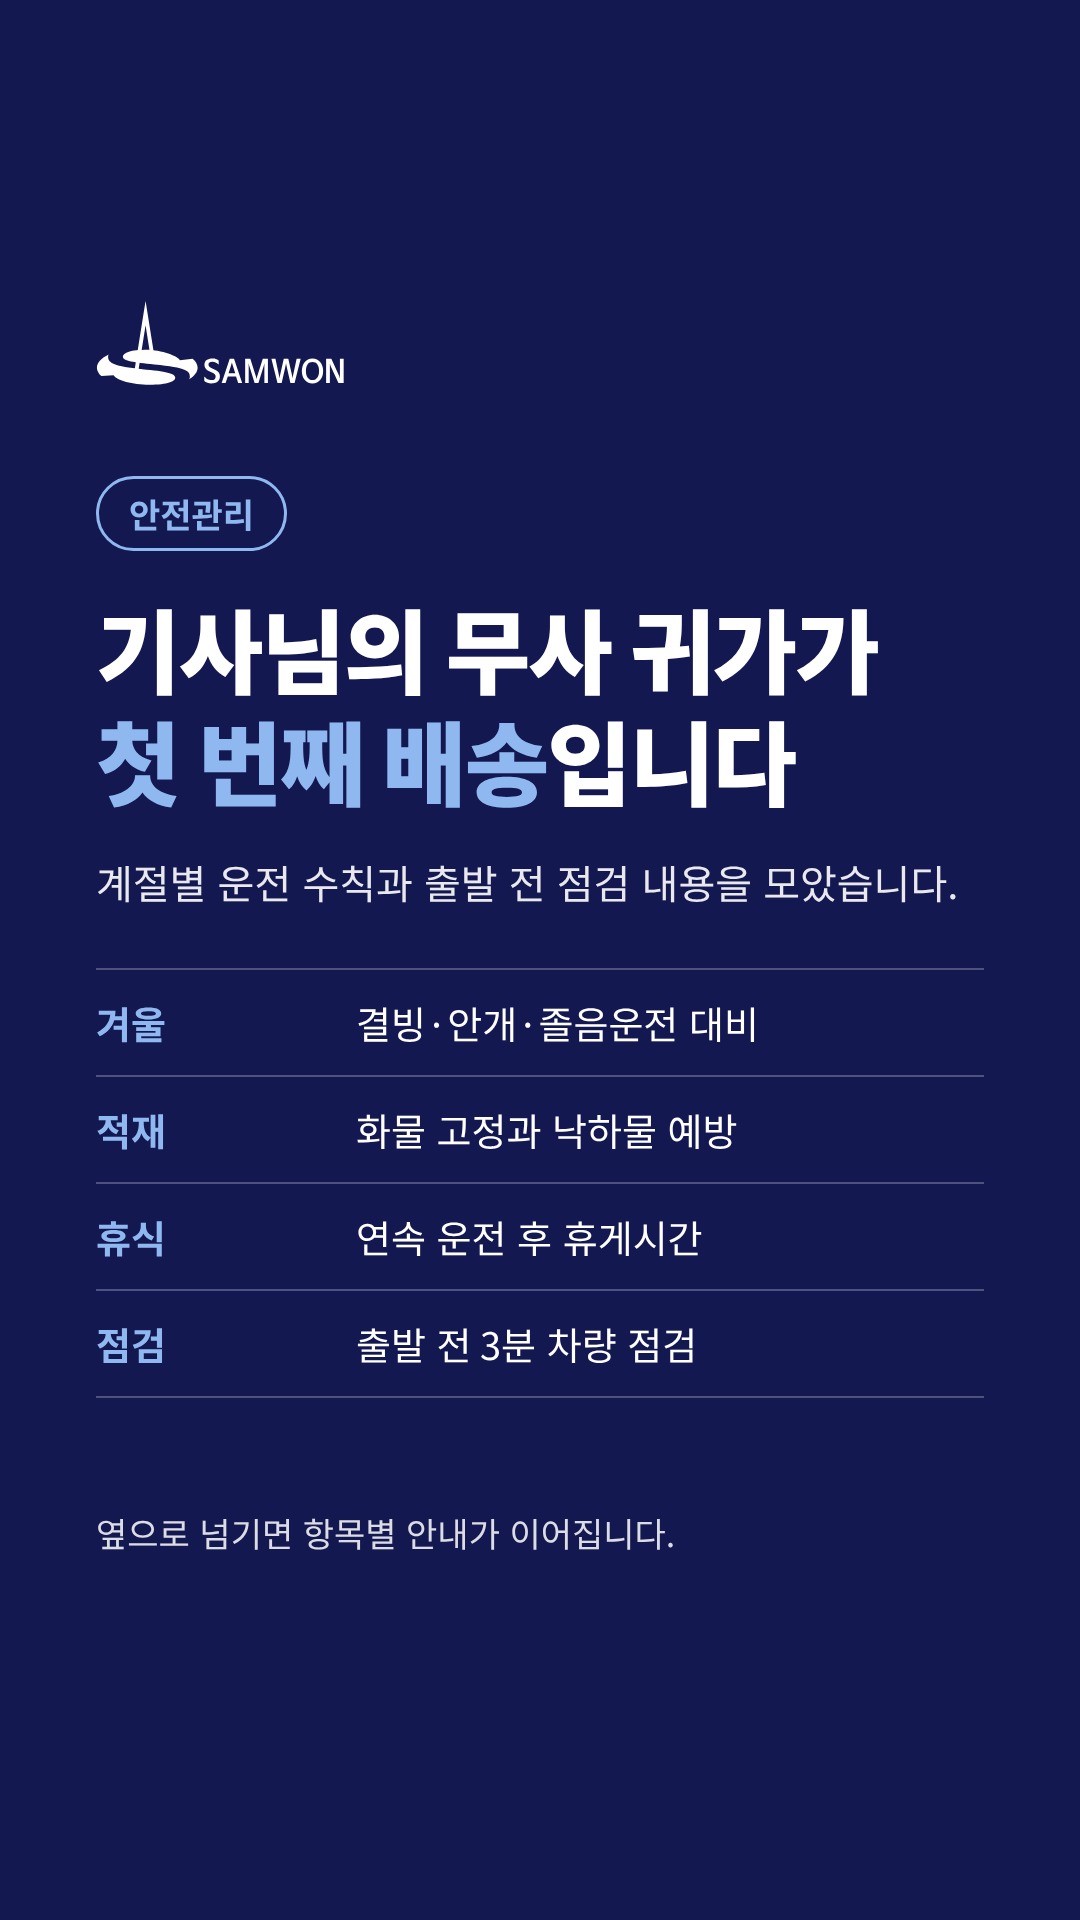 SAMWON
안전관리
기사님의 무사 귀가가
첫 번째 배송입니다
계절별 운전 수칙과 출발 전 점검 내용을 모았습니다.
겨울 결빙·안개·졸음운전 대비
적재 화물 고정과 낙하물 예방
휴식 연속 운전 후 휴게시간
점검 출발 전 3분 차량 점검
옆으로 넘기면 항목별 안내가 이어집니다.